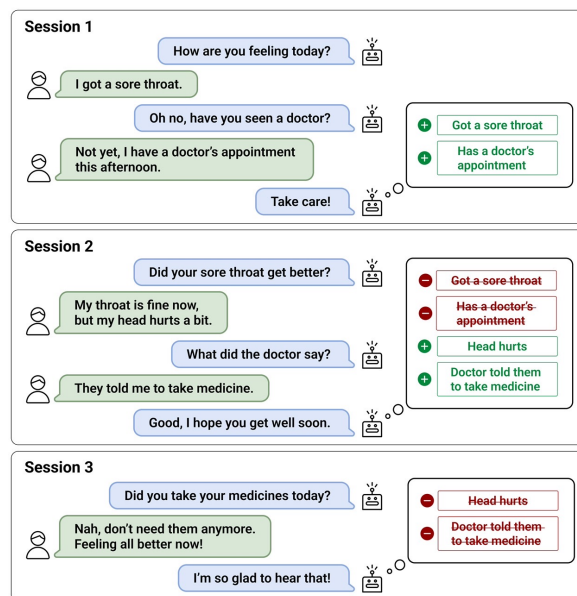 Session 1
How are you feeling today?
I got a sore throat.
Oh no, have you seen a doctor?
Not yet, I have a doctor's appointment
this afternoon.
Take care!
Got a sore throat
Has a doctor's
appointment
Session 2
Did your sore throat get better?
My throat is fine now,
but my head hurts a bit.
What did the doctor say?
They told me to take medicine.
Good, I hope you get well soon.
Got a sore throat
Has a doctor's
appointment
Head hurts
Doctor told them
to take medicine
Session 3
Did you take your medicines today?
Nah, don't need them anymore.
Feeling all better now!
I'm so glad to hear that!
Head hurts
Doctor told them
to take medicine